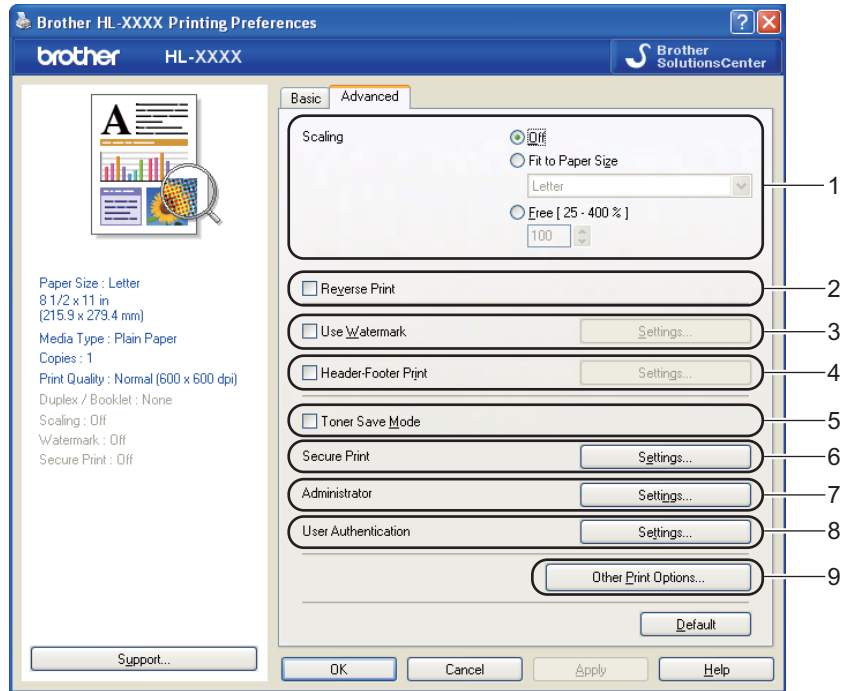 Brother HL-XXXX Printing Preferences
brother HL-XXXX
Brother
SolutionsCenter
Basic Advanced
A
Scaling
Off
Fit to Paper Size
Letter
Free [ 25 - 400 % ]
100
1
Reverse Print
2
Use Watermark Settings...
3
Header-Footer Print Settings...
4
Toner Save Mode
5
Secure Print Settings...
6
Administrator Settings...
7
User Authentication Settings...
8
Other Print Options...
9
Default
Paper Size : Letter
8 1/2 x 11 in
(215.9 x 279.4 mm)
Media Type : Plain Paper
Copies : 1
Print Quality : Normal (600 x 600 dpi)
Duplex / Booklet : None
Scaling : Off
Watermark : Off
Secure Print : Off
Support...
OK Cancel Apply Help